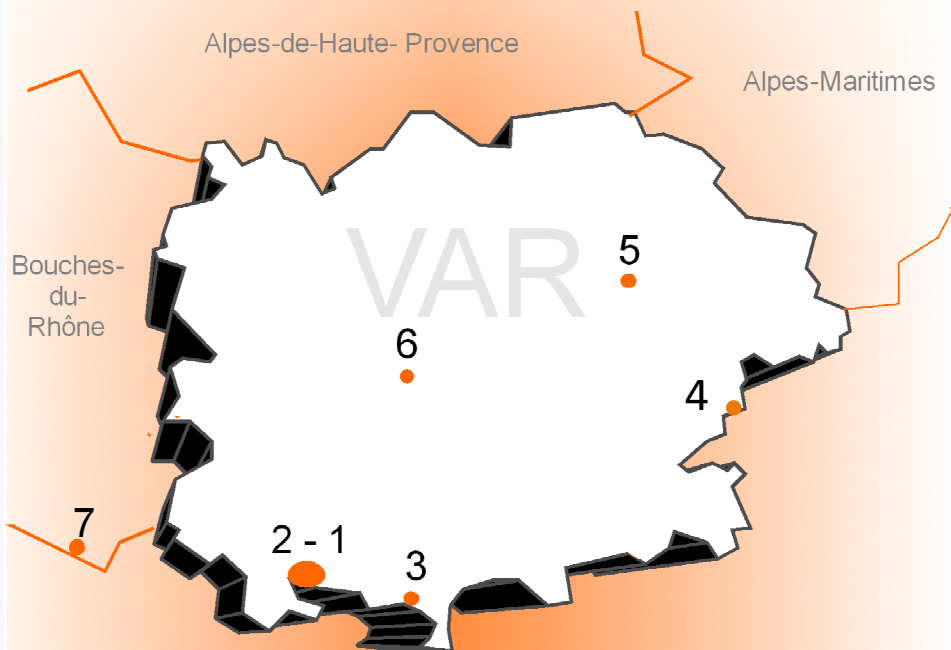 Alpes-de-Haute- Provence
Alpes-Maritimes
VAR
5
Bouches-
du-
Rhône
6
4
7
2 - 1
3